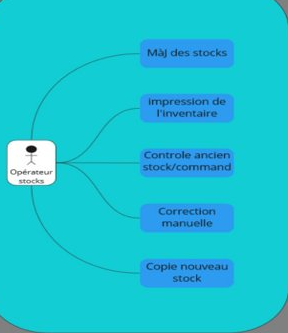 Màj des stocks
impression de
l'inventaire
Controle ancien
stock/command
Opérateur
stocks
Correction
manuelle
Copie nouveau
stock